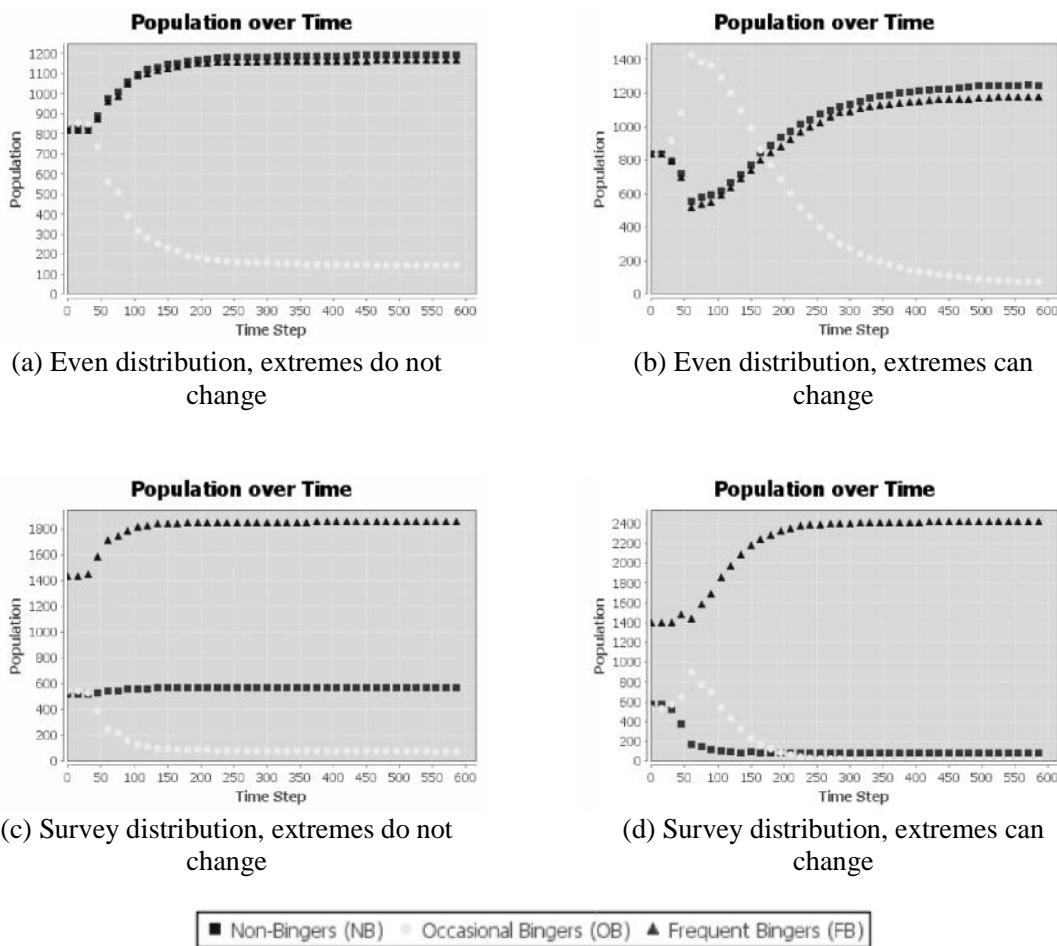 Population over Time
1200
1100
1000
900
800
700
600
500
400
300
200
100
0
Population
0 50 100 150 200 250 300 350 400 450 500 550 600
Time Step
(a) Even distribution, extremes do not
change
Population over Time
1400
1200
1000
800
600
400
200
0
Population
0 50 100 150 200 250 300 350 400 450 500 550 600
Time Step
(b) Even distribution, extremes can
change
Population over Time
1800
1600
1400
1200
1000
800
600
400
200
0
Population
0 50 100 150 200 250 300 350 400 450 500 550 600
Time Step
(c) Survey distribution, extremes do not
change
Population over Time
2400
2200
2000
1800
1600
1400
1200
1000
800
600
400
200
0
Population
0 50 100 150 200 250 300 350 400 450 500 550 600
Time Step
(d) Survey distribution, extremes can
change
Non-Bingers (NB) Occasional Bingers (OB) Frequent Bingers (FB)